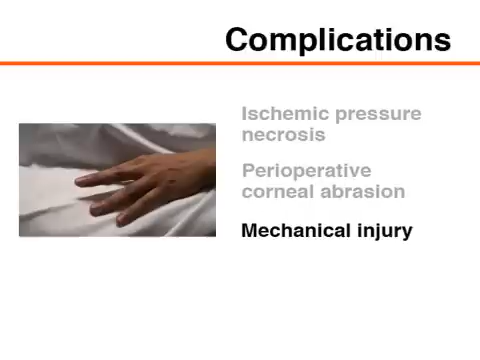 Complications
Ischemic pressure
necrosis
Perioperative
corneal abrasion
Mechanical injury